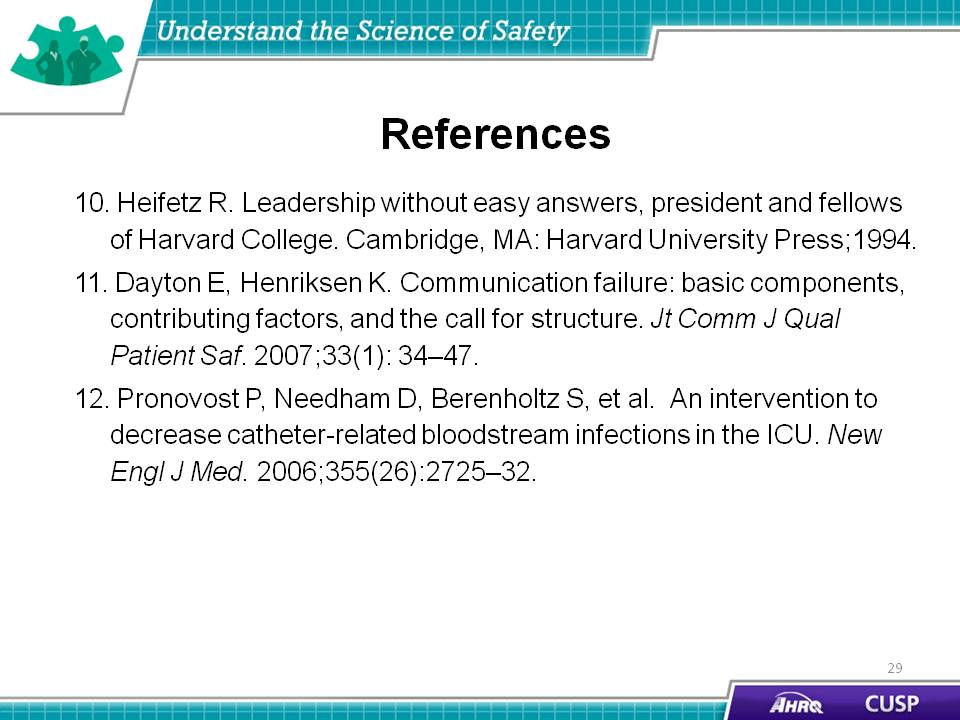 Understand the Science of Safety
References
10. Heifetz R. Leadership without easy answers, president and fellows
of Harvard College. Cambridge, MA: Harvard University Press;1994.
11. Dayton E, Henriksen K. Communication failure: basic components,
contributing factors, and the call for structure. Jt Comm J Qual
Patient Saf. 2007;33(1): 34–47.
12. Pronovost P, Needham D, Berenholtz S, et al.  An intervention to
decrease catheter-related bloodstream infections in the ICU. New
Engl J Med. 2006;355(26):2725–32.
29
AHRQ CUSP